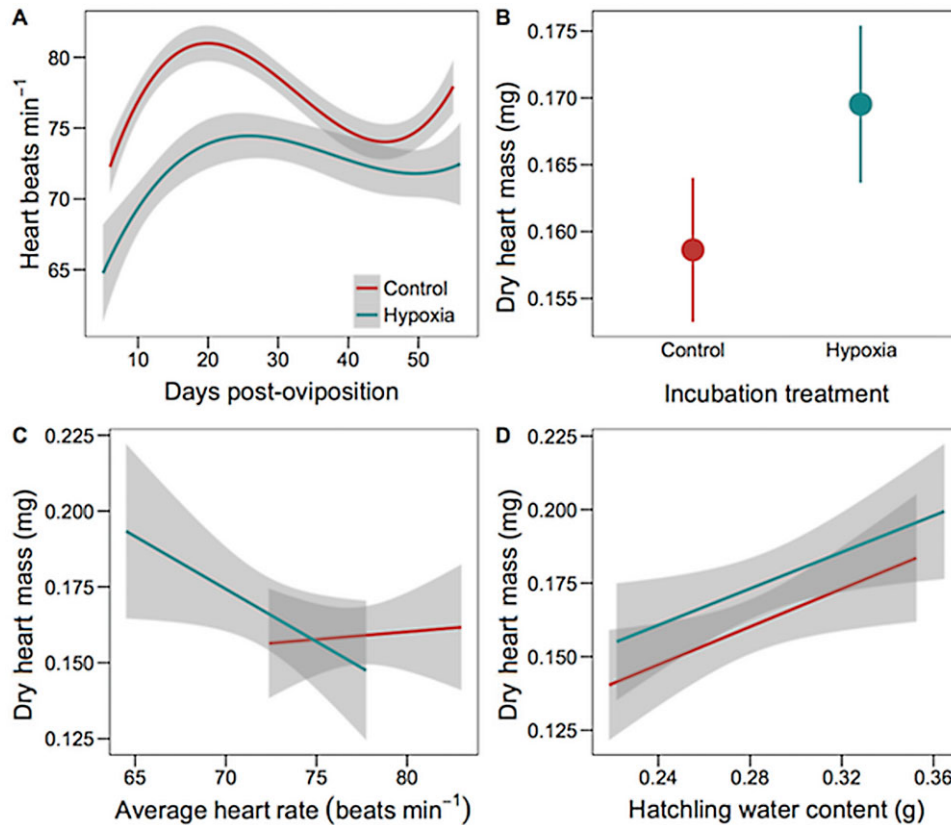 A
Heart beats min⁻¹
80
75
70
65
Control
Hypoxia
10 20 30 40 50
Days post-oviposition
B
Dry heart mass (mg)
0.175
0.170
0.165
0.160
0.155
Control Hypoxia
Incubation treatment
C
Dry heart mass (mg)
0.225
0.200
0.175
0.150
0.125
65 70 75 80
Average heart rate (beats min⁻¹)
D
Dry heart mass (mg)
0.225
0.200
0.175
0.150
0.125
0.24 0.28 0.32 0.36
Hatchling water content (g)